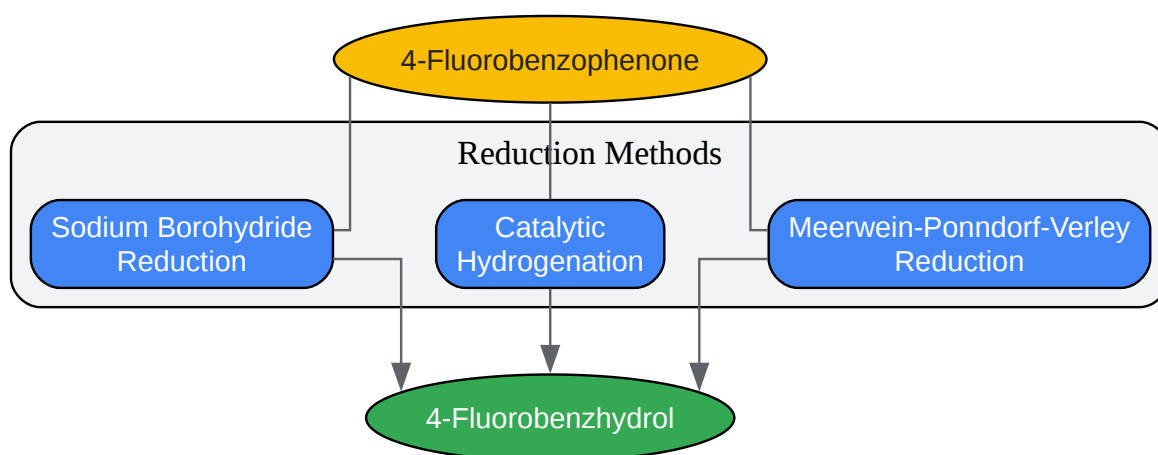 4-Fluorobenzophenone
Reduction Methods
Sodium Borohydride
Reduction
Catalytic
Hydrogenation
Meerwein-Ponndorf-Verley
Reduction
4-Fluorobenzhydrol